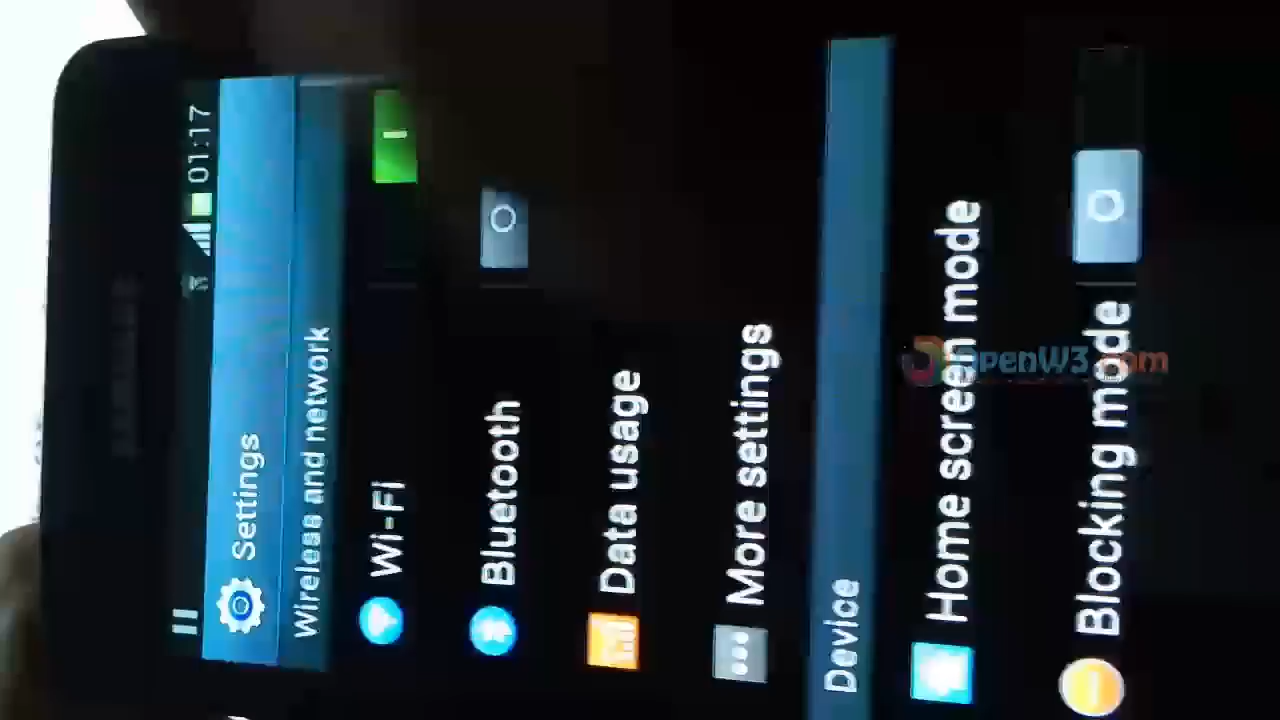 01:17
Settings
Wireless and network
Wi-Fi
Bluetooth
Data usage
More settings
Device
Home screen mode
Blocking mode
OpenW3.com